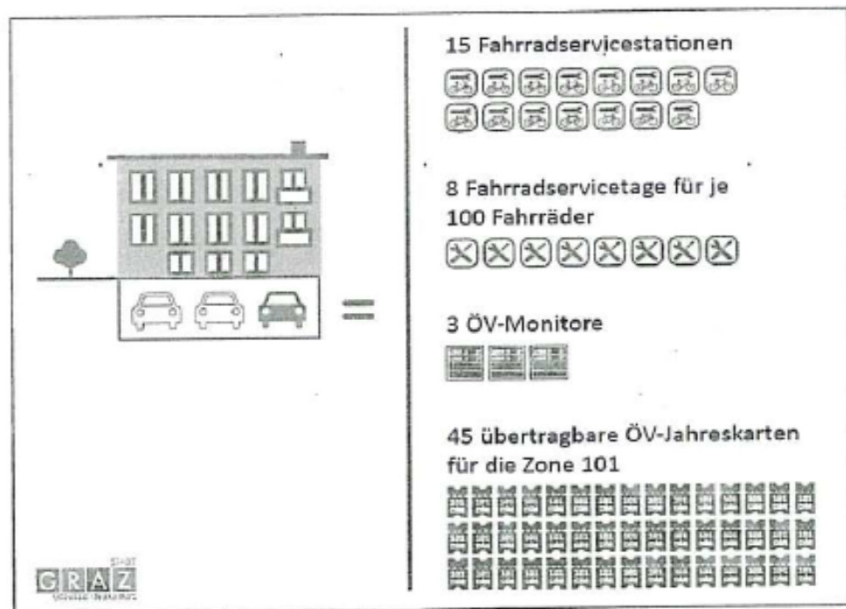 15 Fahrradservicestationen
8 Fahrradservicetage für je
100 Fahrräder
=
3 ÖV-Monitore
45 übertragbare ÖV-Jahreskarten
für die Zone 101
STADT
GRAZ